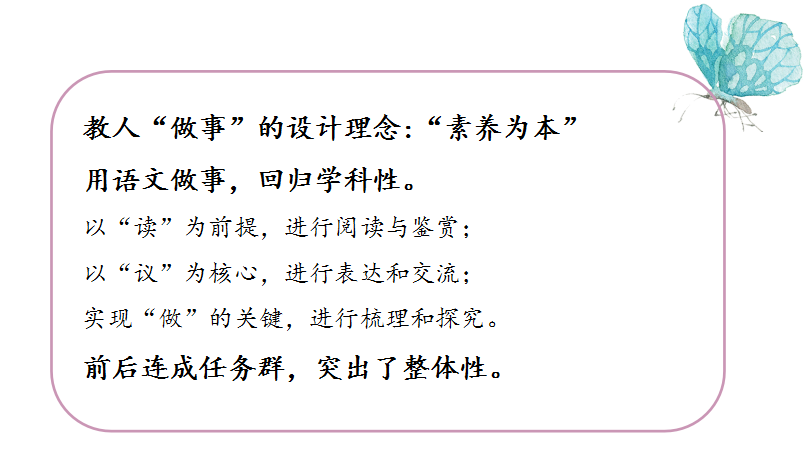 教人“做事”的设计理念:“素养为本”
用语文做事，回归学科性。
以“读”为前提，进行阅读与鉴赏；
以“议”为核心，进行表达和交流；
实现“做”的关键，进行梳理和探究。
前后连成任务群，突出了整体性。